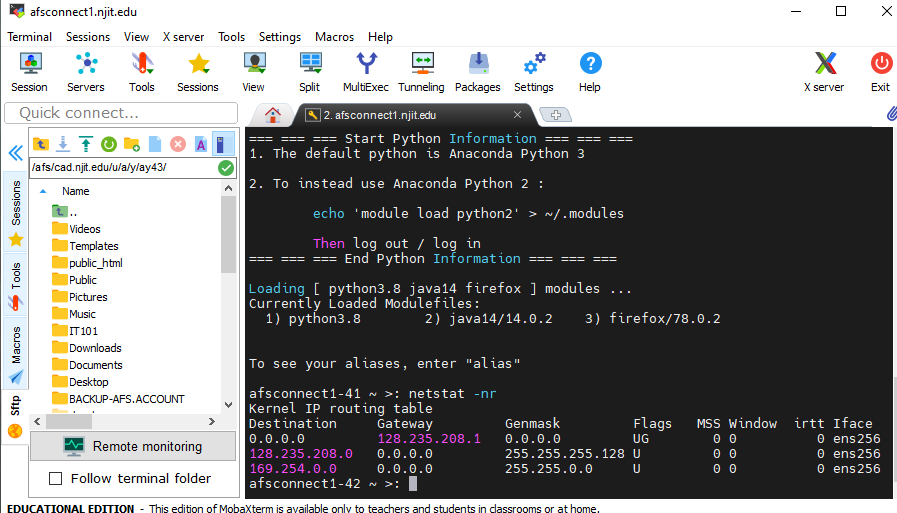 afsconnect1.njit.edu
Terminal Sessions View X server Tools Settings Macros Help
Session Servers Tools Sessions View Split MultiExec Tunneling Packages Settings Help X server Exit
Quick connect...
2. afsconnect1.njit.edu
/afs/cad.njit.edu/u/a/y/ay43/
Name
..
Videos
Templates
public_html
Public
Pictures
Music
IT101
Downloads
Documents
Desktop
BACKUP-AFS.ACCOUNT
Sessions
Tools
Macros
Sftp
Remote monitoring
Follow terminal folder
=== === === Start Python Information === === ===
1. The default python is Anaconda Python 3
2. To instead use Anaconda Python 2 :
echo 'module load python2' > ~/.modules
Then log out / log in
=== === === End Python Information === === ===
Loading [ python3.8 java14 firefox ] modules ...
Currently Loaded Modulefiles:
1) python3.8 2) java14/14.0.2 3) firefox/78.0.2
To see your aliases, enter "alias"
afsconnect1-41 ~ >: netstat -nr
Kernel IP routing table
Destination Gateway Genmask Flags MSS Window irtt Iface
0.0.0.0 128.235.208.1 0.0.0.0 UG 0 0 0 ens256
128.235.208.0 0.0.0.0 255.255.255.128 U 0 0 0 ens256
169.254.0.0 0.0.0.0 255.255.0.0 U 0 0 0 ens256
afsconnect1-42 ~ >:
EDUCATIONAL EDITION - This edition of MobaXterm is available only to teachers and students in classrooms or at home.